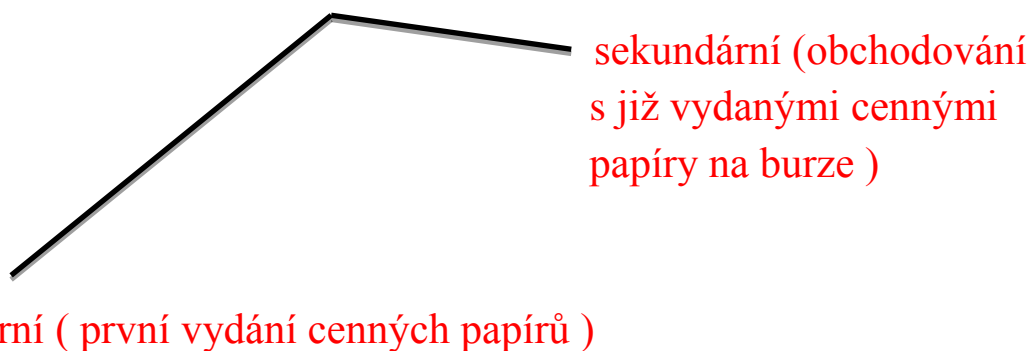 sekundární (obchodování
s již vydanými cennými
papíry na burze )
rní ( první vydání cenných papírů )